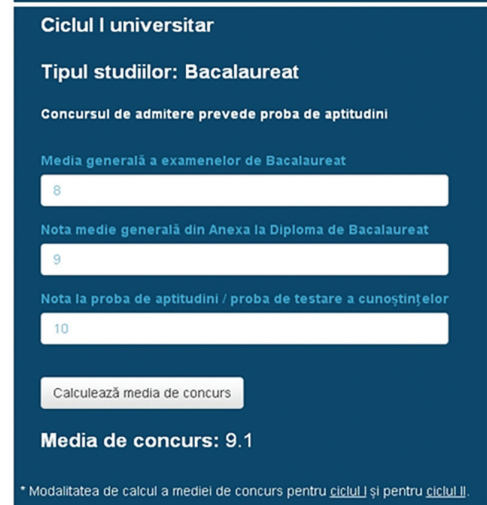 Ciclul I universitar
Tipul studiilor: Bacalaureat
Concursul de admitere prevede proba de aptitudini
Media generală a examenelor de Bacalaureat
8
Nota medie generală din Anexa la Diploma de Bacalaureat
9
Nota la proba de aptitudini / proba de testare a cunoștințelor
10
Calculează media de concurs
Media de concurs: 9.1
* Modalitatea de calcul a mediei de concurs pentru ciclul I și pentru ciclul II.